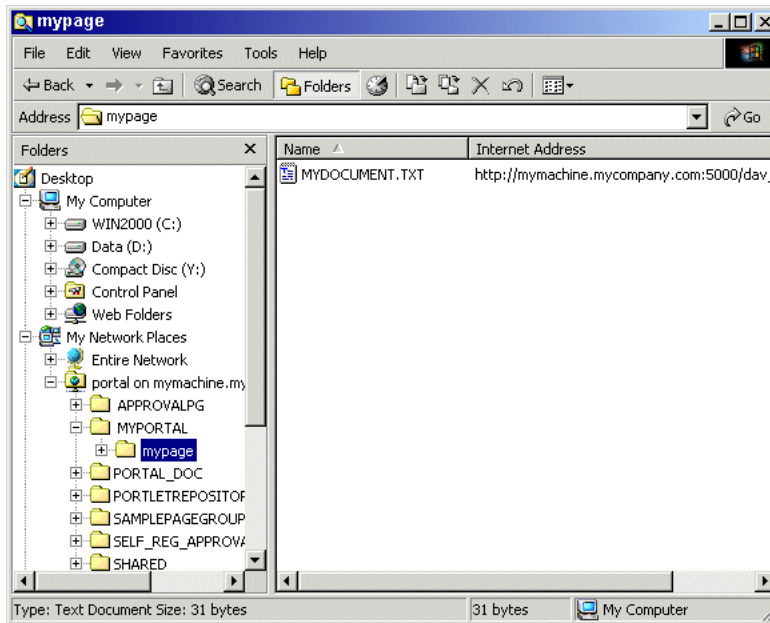 mypage
File Edit View Favorites Tools Help
Back Search Folders
Address mypage Go
Folders
Name Internet Address
Desktop
MYDOCUMENT.TXT http://mymachine.mycompany.com:5000/dav_
My Computer
WIN2000 (C:)
Data (D:)
Compact Disc (Y:)
Control Panel
Web Folders
My Network Places
Entire Network
portal on mymachine.my
APPROVALPG
MYPORTAL
mypage
PORTAL_DOC
PORTLETREPOSITOR
SAMPLEPAGEGROUP
SELF_REG_APPROVA
SHARED
Type: Text Document Size: 31 bytes 31 bytes My Computer